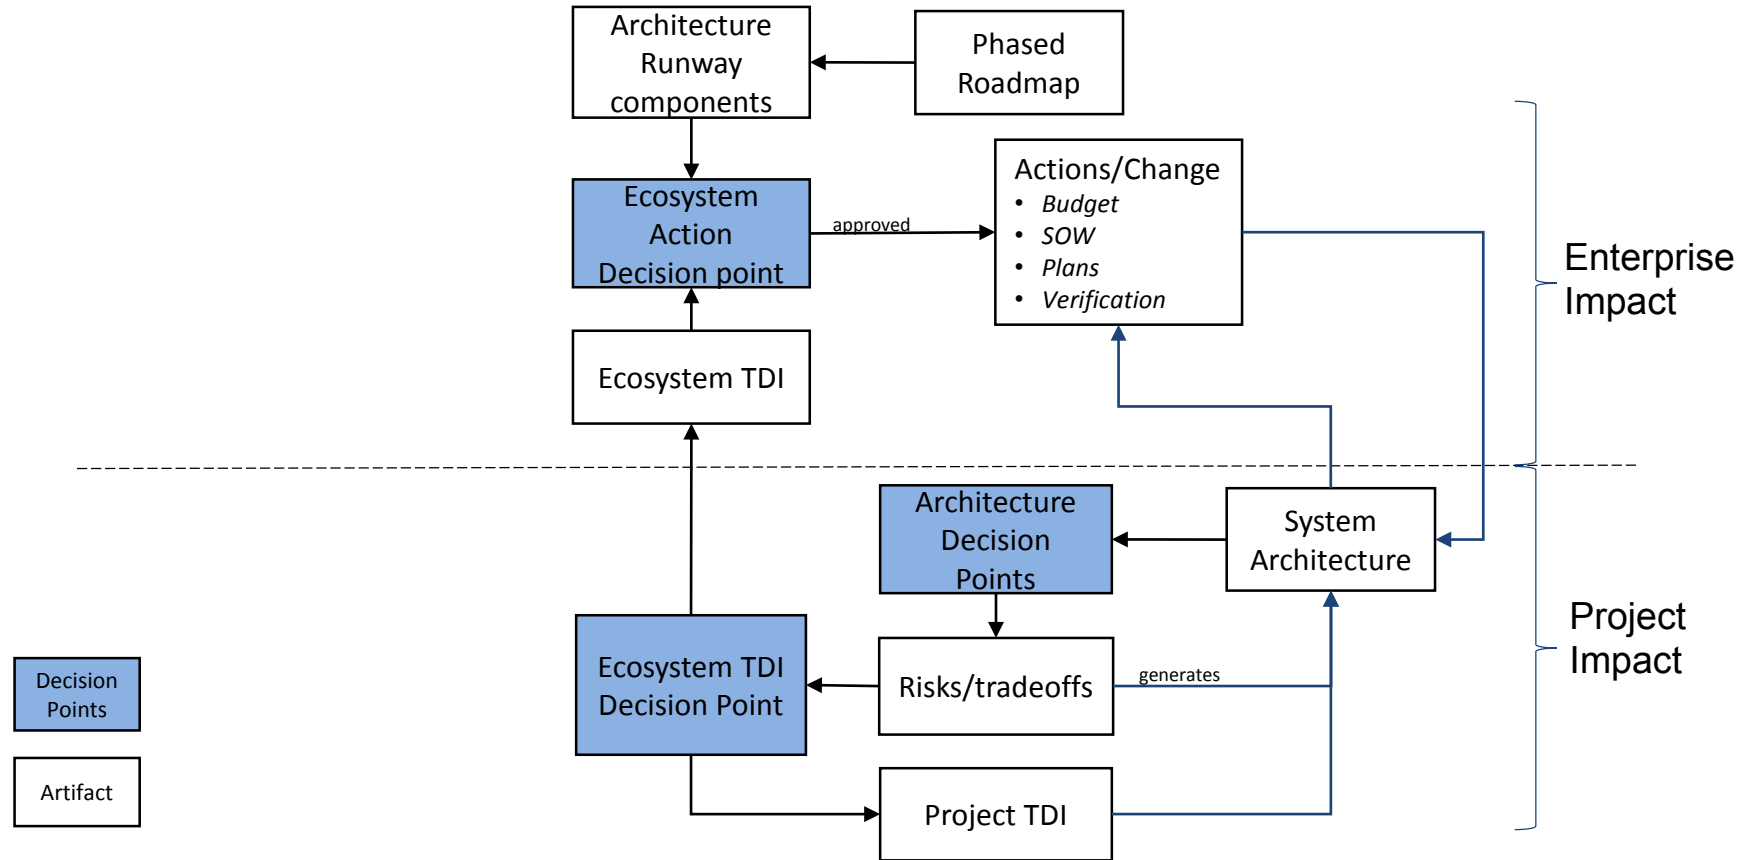 Architecture
Runway
components
Phased
Roadmap
Ecosystem
Action
Decision point
approved
Actions/Change
• Budget
• SOW
• Plans
• Verification
Enterprise
Impact
Ecosystem TDI
Architecture
Decision
Points
System
Architecture
Ecosystem TDI
Decision Point
Risks/tradeoffs
generates
Project
Impact
Project TDI
Decision
Points
Artifact